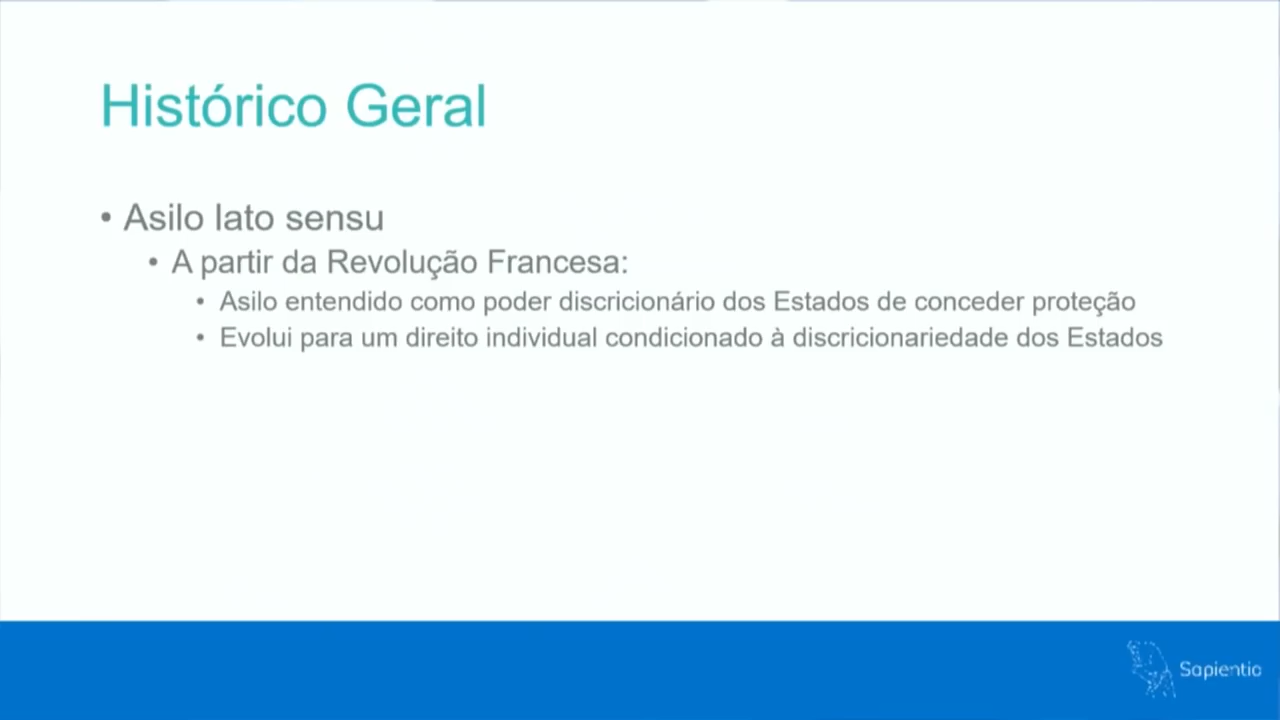 Histórico Geral
• Asilo lato sensu
• A partir da Revolução Francesa:
• Asilo entendido como poder discricionário dos Estados de conceder proteção
• Evolui para um direito individual condicionado à discricionariedade dos Estados
Sapientia